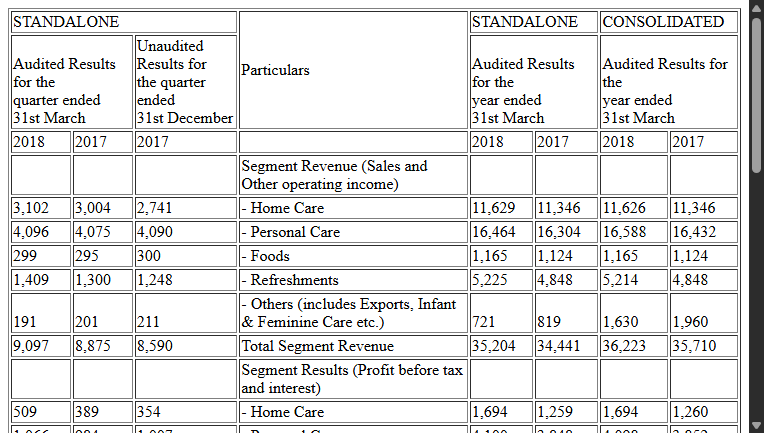 STANDALONE STANDALONE CONSOLIDATED
Audited Results for the quarter ended 31st March Unaudited Results for the quarter ended 31st December Particulars Audited Results for the year ended 31st March Audited Results for the year ended 31st March
2018 2017 2017 2018 2017 2018 2017
Segment Revenue (Sales and
Other operating income)
3,102 3,004 2,741 - Home Care 11,629 11,346 11,626 11,346
4,096 4,075 4,090 - Personal Care 16,464 16,304 16,588 16,432
299 295 300 - Foods 1,165 1,124 1,165 1,124
1,409 1,300 1,248 - Refreshments 5,225 4,848 5,214 4,848
- Others (includes Exports, Infant
191 201 211 & Feminine Care etc.) 721 819 1,630 1,960
9,097 8,875 8,590 Total Segment Revenue 35,204 34,441 36,223 35,710
Segment Results (Profit before tax
and interest)
509 389 354 - Home Care 1,694 1,259 1,694 1,260